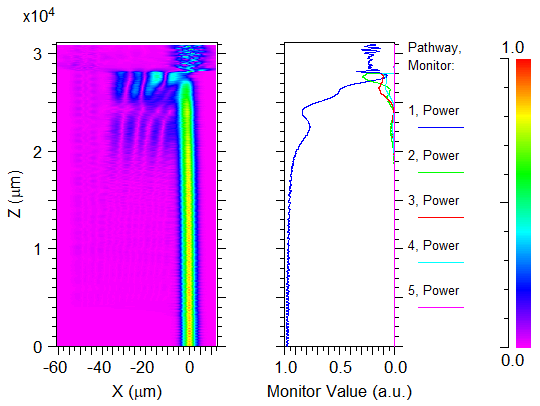 x10⁴
3
2
1
0
Z (μm)
-60 -40 -20 0
X (μm)
1.0 0.5 0.0
Monitor Value (a.u.)
Pathway,
Monitor:
1, Power
2, Power
3, Power
4, Power
5, Power
1.0
0.0